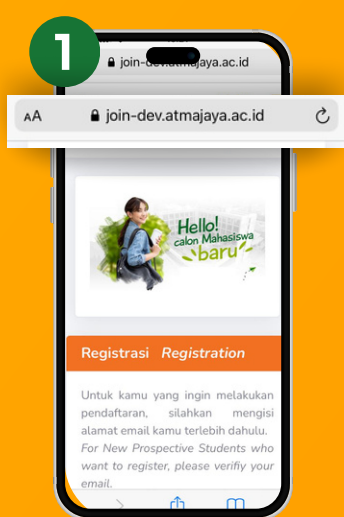 1
join-dev.atmajaya.ac.id
AA join-dev.atmajaya.ac.id
Hello!
calon Mahasiswa
baru
Registrasi Registration
Untuk kamu yang ingin melakukan
pendaftaran, silahkan mengisi
alamat email kamu terlebih dahulu.
For New Prospective Students who
want to register, please verifiy your
email.